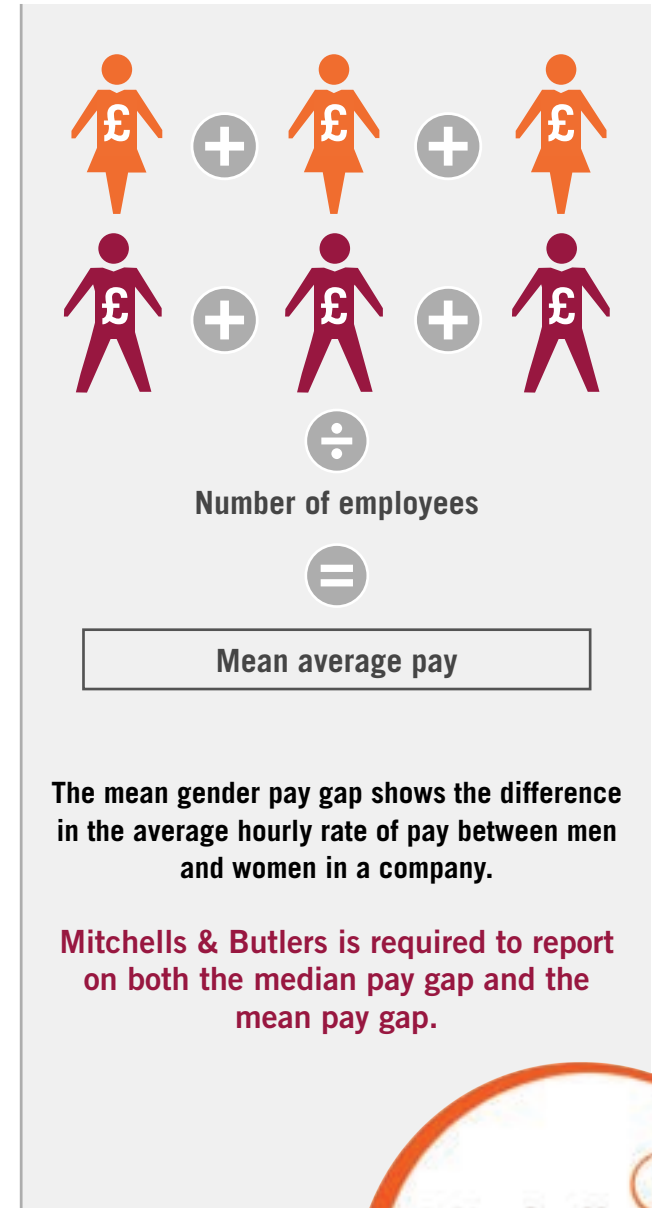 £ + £ + £
£ + £ + £
÷
Number of employees
=
Mean average pay
The mean gender pay gap shows the difference
in the average hourly rate of pay between men
and women in a company.
Mitchells & Butlers is required to report
on both the median pay gap and the
mean pay gap.